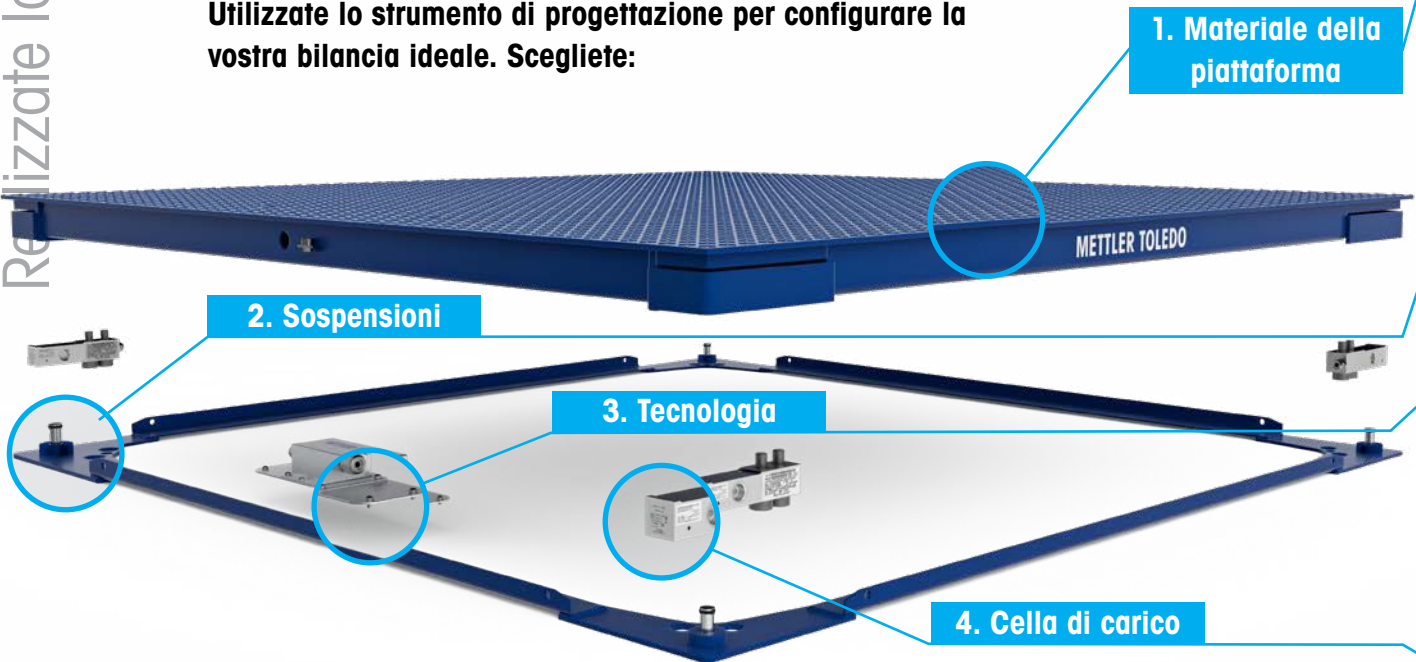 Utilizzate lo strumento di progettazione per configurare la
vostra bilancia ideale. Scegliete:
1. Materiale della
piattaforma
METTLER TOLEDO
2. Sospensioni
3. Tecnologia
4. Cella di carico
Realizzate